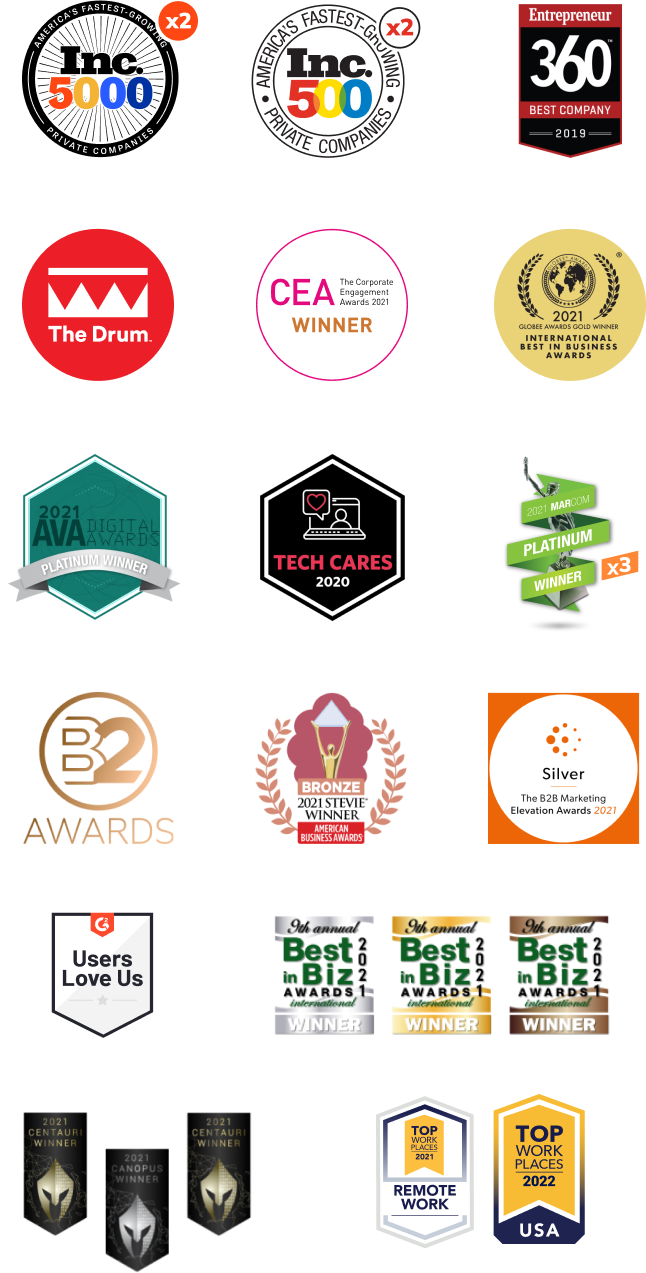 AMERICA'S FASTEST-GROWING
x2
Inc.
5000
PRIVATE COMPANIES
AMERICA'S FASTEST-GROWING
x2
Inc.
500
PRIVATE COMPANIES
Entrepreneur
360™
BEST COMPANY
2019
The Drum.
CEA
The Corporate
Engagement
Awards 2021
WINNER
®
2021
GLOBEE AWARDS GOLD WINNER
INTERNATIONAL
BEST IN BUSINESS
AWARDS
2021
AVA DIGITAL
AWARDS
PLATINUM WINNER
TECH CARES
2020
2021 MARCOM
PLATINUM
WINNER
x3
B2B
AWARDS
BRONZE
2021 STEVIE®
WINNER
AMERICAN
BUSINESS AWARDS
Silver
The B2B Marketing
Elevation Awards 2021
G2
Users
Love Us
9th annual
Best
in Biz
AWARDS
2021
international
WINNER
9th annual
Best
in Biz
AWARDS
2021
international
WINNER
9th annual
Best
in Biz
AWARDS
2021
international
WINNER
2021
CENTAURI
WINNER
2021
CANOPUS
WINNER
2021
CENTAURI
WINNER
TOP
WORK
PLACES
2021
REMOTE
WORK
TOP
WORK
PLACES
2022
USA